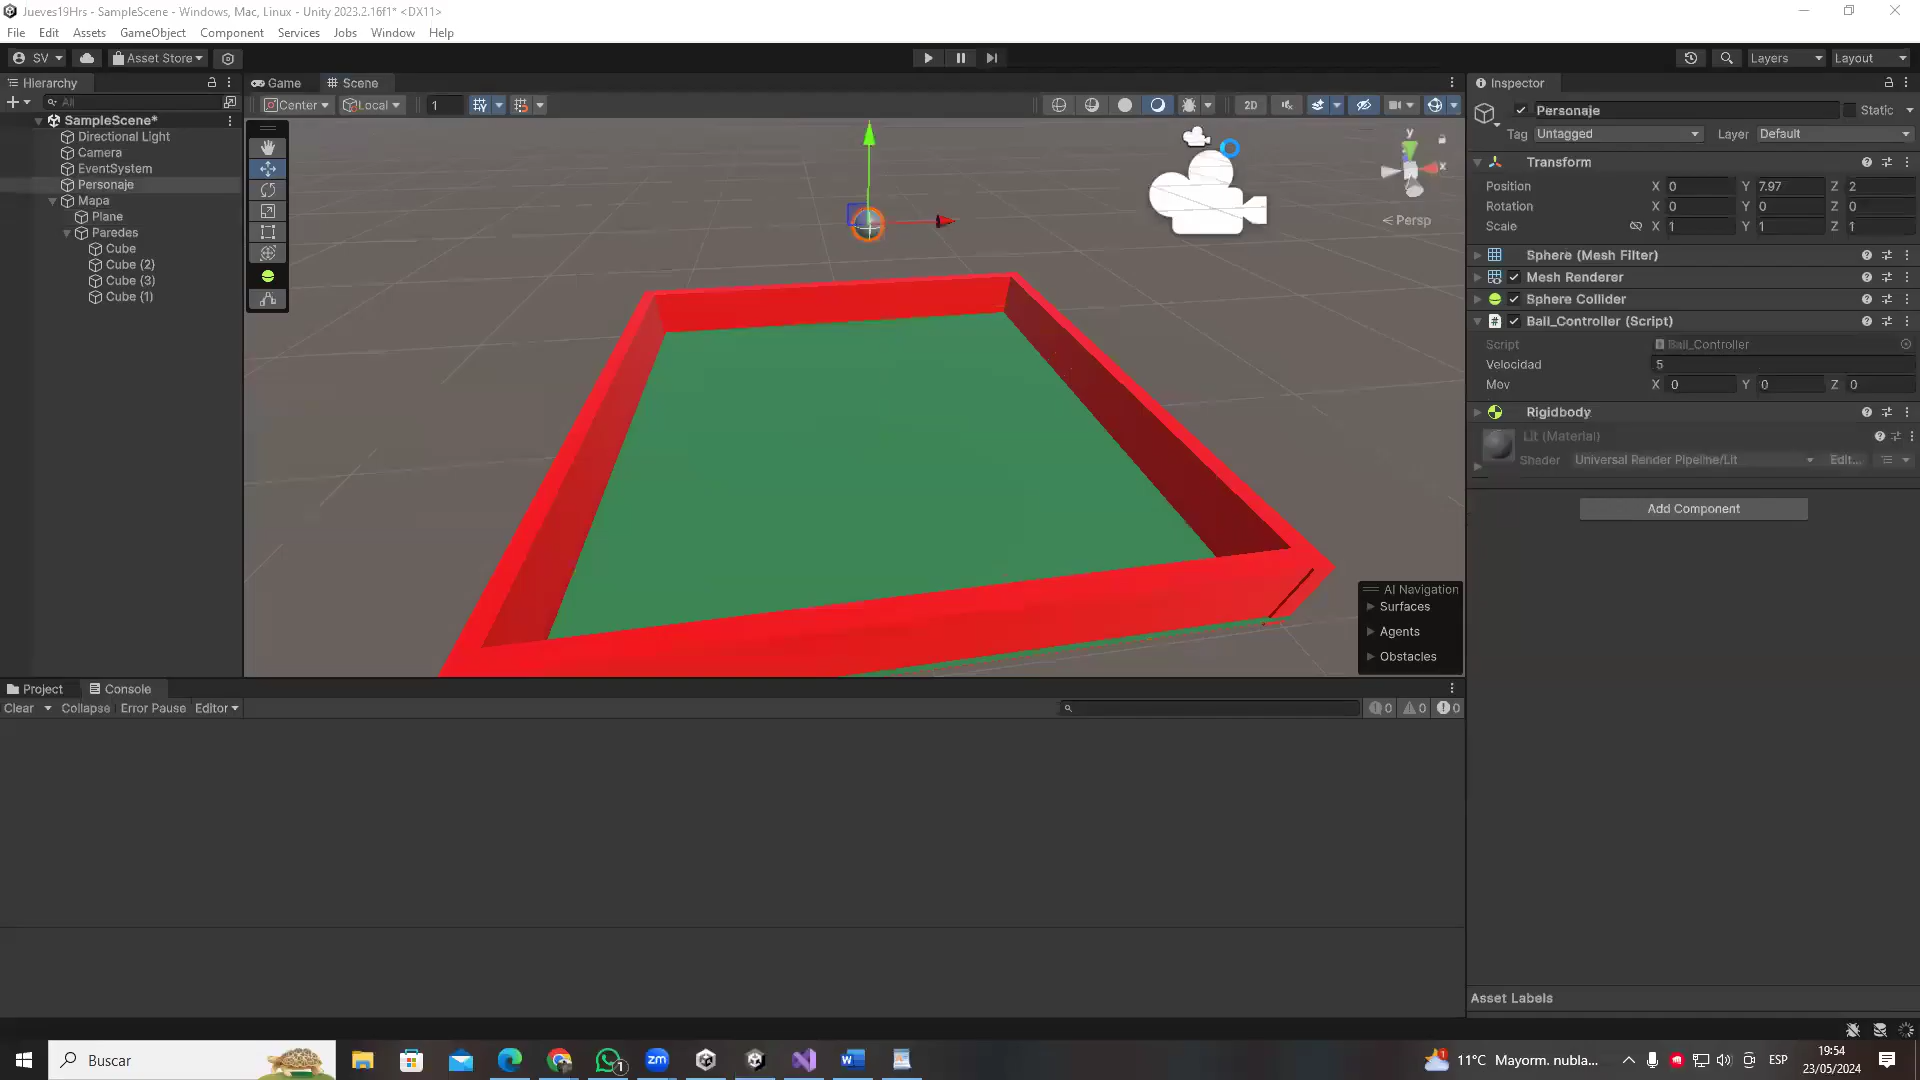 Jueves19Hrs - SampleScene - Windows, Mac, Linux - Unity 2023.2.16f1* <DX11>
File Edit Assets GameObject Component Services Jobs Window Help
SV Asset Store Layers Layout
Hierarchy Game Scene Inspector
All Center Local 1 2D
SampleScene*
Directional Light
Camera
EventSystem
Personaje
Mapa
Plane
Paredes
Cube
Cube (2)
Cube (3)
Cube (1)
y
x
< Persp
AI Navigation
Surfaces
Agents
Obstacles
Personaje Static
Tag Untagged Layer Default
Transform
Position X 0 Y 7.97 Z 2
Rotation X 0 Y 0 Z 0
Scale X 1 Y 1 Z 1
Sphere (Mesh Filter)
Mesh Renderer
Sphere Collider
Ball_Controller (Script)
Script Ball_Controller
Velocidad 5
Mov X 0 Y 0 Z 0
Rigidbody
Lit (Material)
Shader Universal Render Pipeline/Lit Edit...
Add Component
Asset Labels
Project Console
Clear Collapse Error Pause Editor 0 0 0
Buscar
1
zm
1
11°C Mayorm. nubla... ESP
19:54
23/05/2024